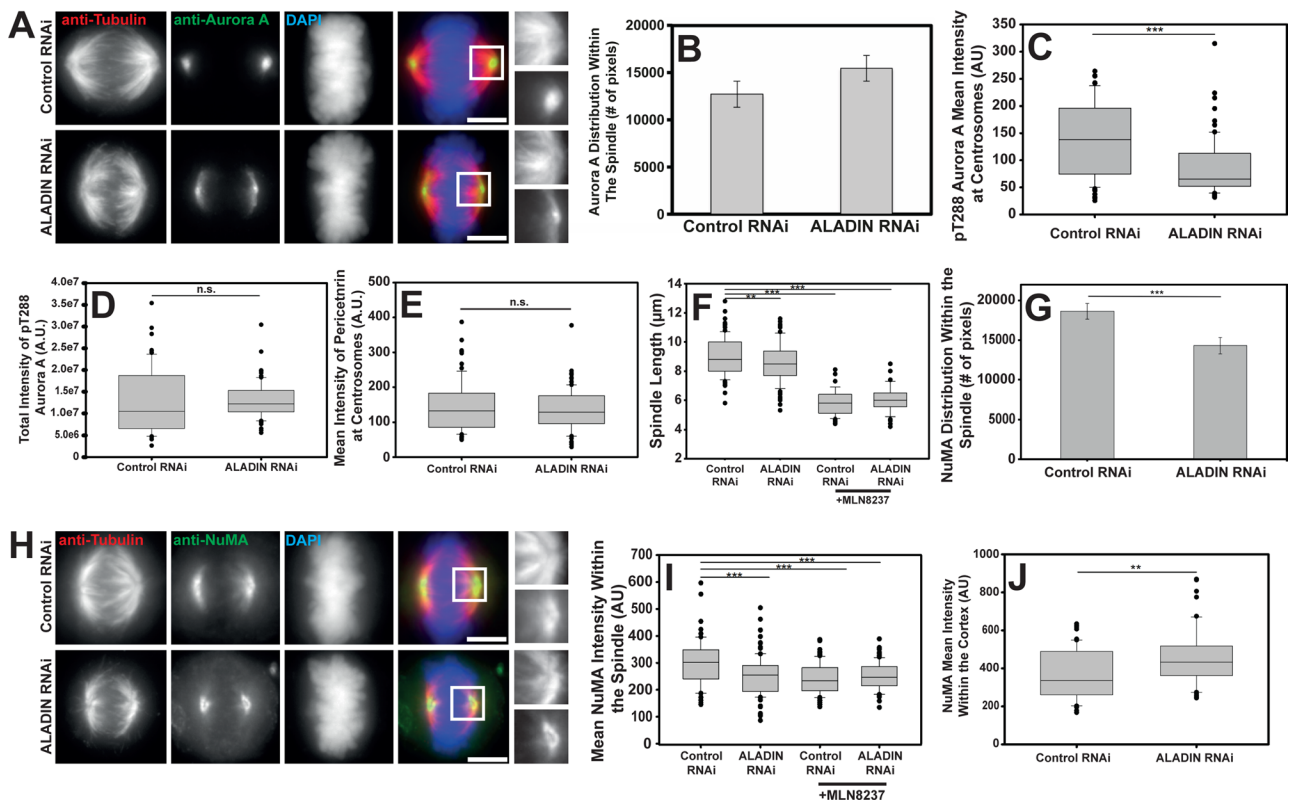 A
anti-Tubulin
anti-Aurora A
DAPI
Control RNAi
ALADIN RNAi
B
Aurora A Distribution Within
The Spindle (# of pixels)
20000
15000
10000
5000
0
Control RNAi
ALADIN RNAi
C
pT288 Aurora A Mean Intensity
at Centrosomes (AU)
***
350
300
250
200
150
100
50
0
Control RNAi
ALADIN RNAi
D
Total Intensity of pT288
Aurora A (A.U.)
n.s.
4.0e7
3.5e7
3.0e7
2.5e7
2.0e7
1.5e7
1.0e7
5.0e6
0
Control RNAi
ALADIN RNAi
E
Mean Intensity of Pericetnrin
at Centrosomes (A.U.)
n.s.
500
400
300
200
100
0
Control RNAi
ALADIN RNAi
F
Spindle Length (µm)
***
***
**
14
12
10
8
6
4
2
Control
RNAi
ALADIN
RNAi
Control
RNAi
ALADIN
RNAi
+MLN8237
G
NuMA Distribution Within the
Spindle (# of pixels)
***
20000
15000
10000
5000
0
Control RNAi
ALADIN RNAi
H
anti-Tubulin
anti-NuMA
DAPI
Control RNAi
ALADIN RNAi
I
Mean NuMA Intensity Within
the Spindle (AU)
***
***
***
700
600
500
400
300
200
100
0
Control
RNAi
ALADIN
RNAi
Control
RNAi
ALADIN
RNAi
+MLN8237
J
NuMA Mean Intensity
Within the Cortex (AU)
**
1000
800
600
400
200
0
Control RNAi
ALADIN RNAi